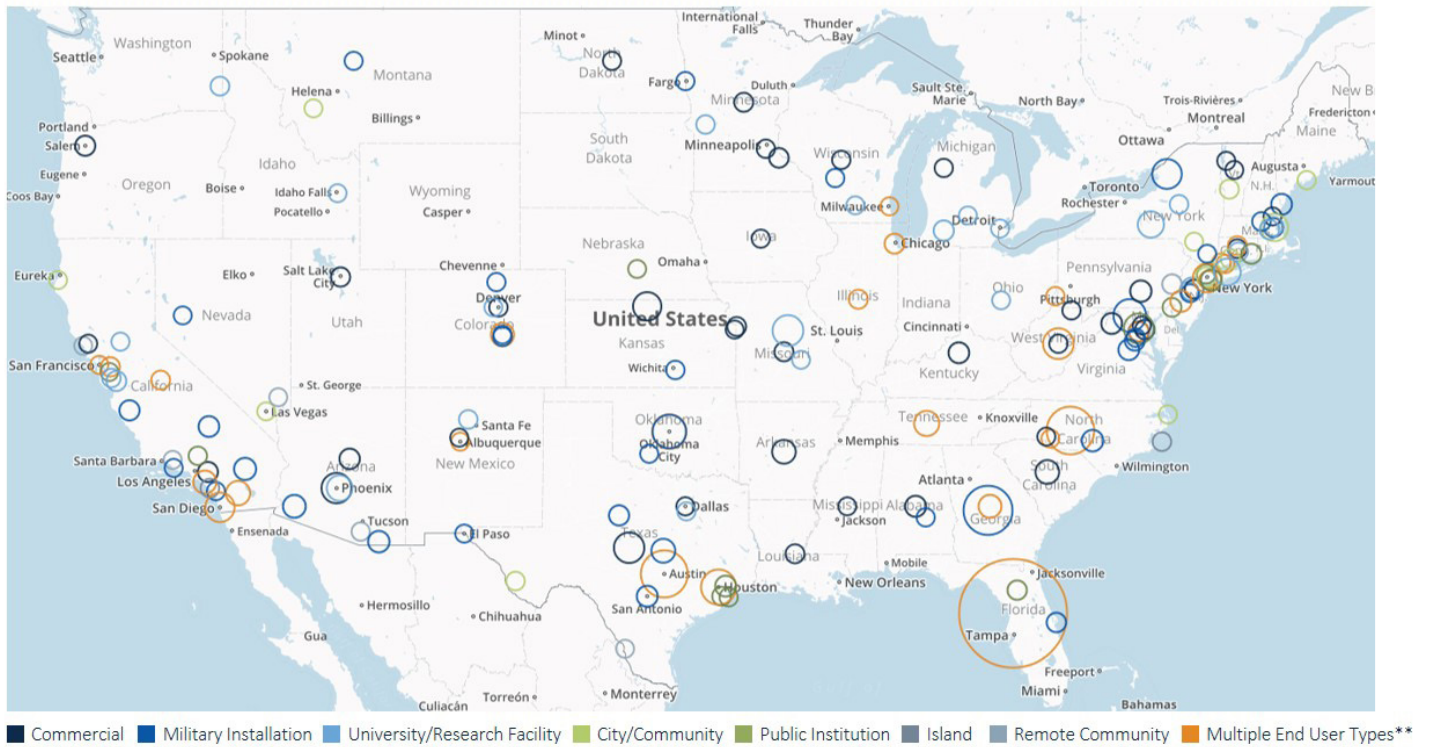 International
Falls
Thunder
Bay
Washington
Spokane
Seattle
Minot
North
Dakota
Montana
Helena
Fargo
Duluth
Minnesota
Sault Ste.
Marie
North Bay
Trois-Rivières
Montreal
New B
Fredericton
Maine
Billings
Portland
Salem
South
Dakota
Minneapolis
Wisconsin
Michigan
Ottawa
Augusta
Eugene
Oregon
Idaho
Boise
Idaho Falls
Pocatello
Wyoming
Casper
Coos Bay
Toronto
Rochester
N.H.
Yarmout
Milwaukee
Detroit
New York
Iowa
Chicago
Nebraska
Omaha
Eureka
Elko
Salt Lake
City
Chevenne
Pennsylvania
Denver
Colorado
Illinois
Indiana
Ohio
Pittsburgh
New York
Nevada
Utah
United States
Kansas
St. Louis
Missouri
Cincinnati
West Virginia
Del
Virginia
San Francisco
California
St. George
Las Vegas
Wichita
Kentucky
Santa Fe
Albuquerque
New Mexico
Oklahoma
Oklahoma
City
Arkansas
Memphis
Tennessee
Knoxville
North
Carolina
Santa Barbara
Los Angeles
San Diego
Arizona
Phoenix
Wilmington
South
Carolina
Atlanta
Georgia
Ensenada
Tucson
El Paso
Dallas
Texas
Mississippi
Alabama
Jackson
Louisiana
Mobile
New Orleans
Austin
Houston
San Antonio
Jacksonville
Florida
Tampa
Hermosillo
Chihuahua
Gua
Freeport
Miami
Bahamas
Torreón
Monterrey
Culiacán
Commercial
Military Installation
University/Research Facility
City/Community
Public Institution
Island
Remote Community
Multiple End User Types**